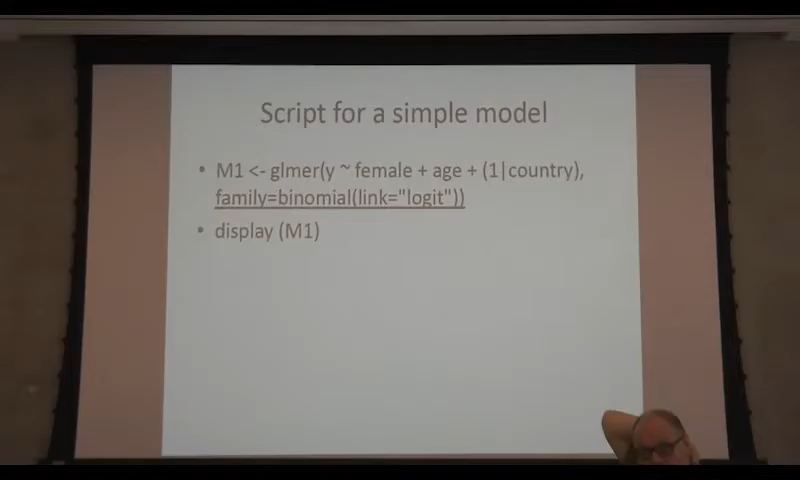 Script for a simple model
• M1 <- glmer(y ~ female + age + (1|country),
family=binomial(link="logit"))
• display (M1)